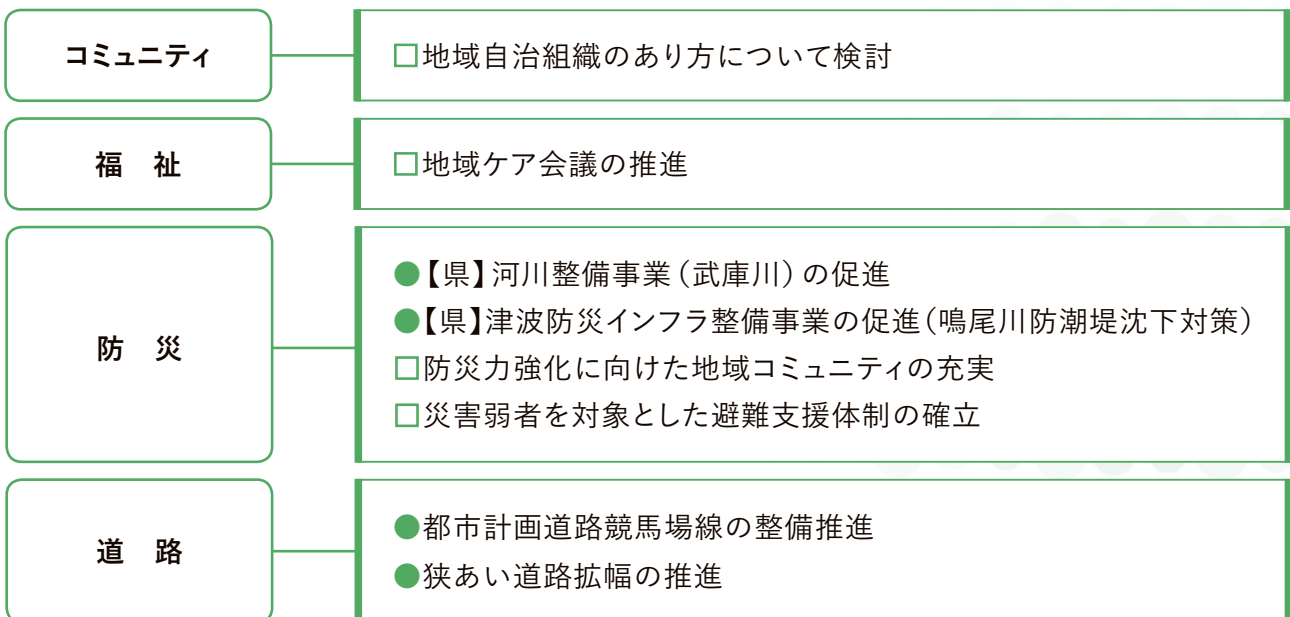 コミュニティ
□地域自治組織のあり方について検討
福　祉
□地域ケア会議の推進
防　災
●【県】河川整備事業（武庫川）の促進
●【県】津波防災インフラ整備事業の促進（鳴尾川防潮堤沈下対策）
□防災力強化に向けた地域コミュニティの充実
□災害弱者を対象とした避難支援体制の確立
道　路
●都市計画道路競馬場線の整備推進
●狭あい道路拡幅の推進